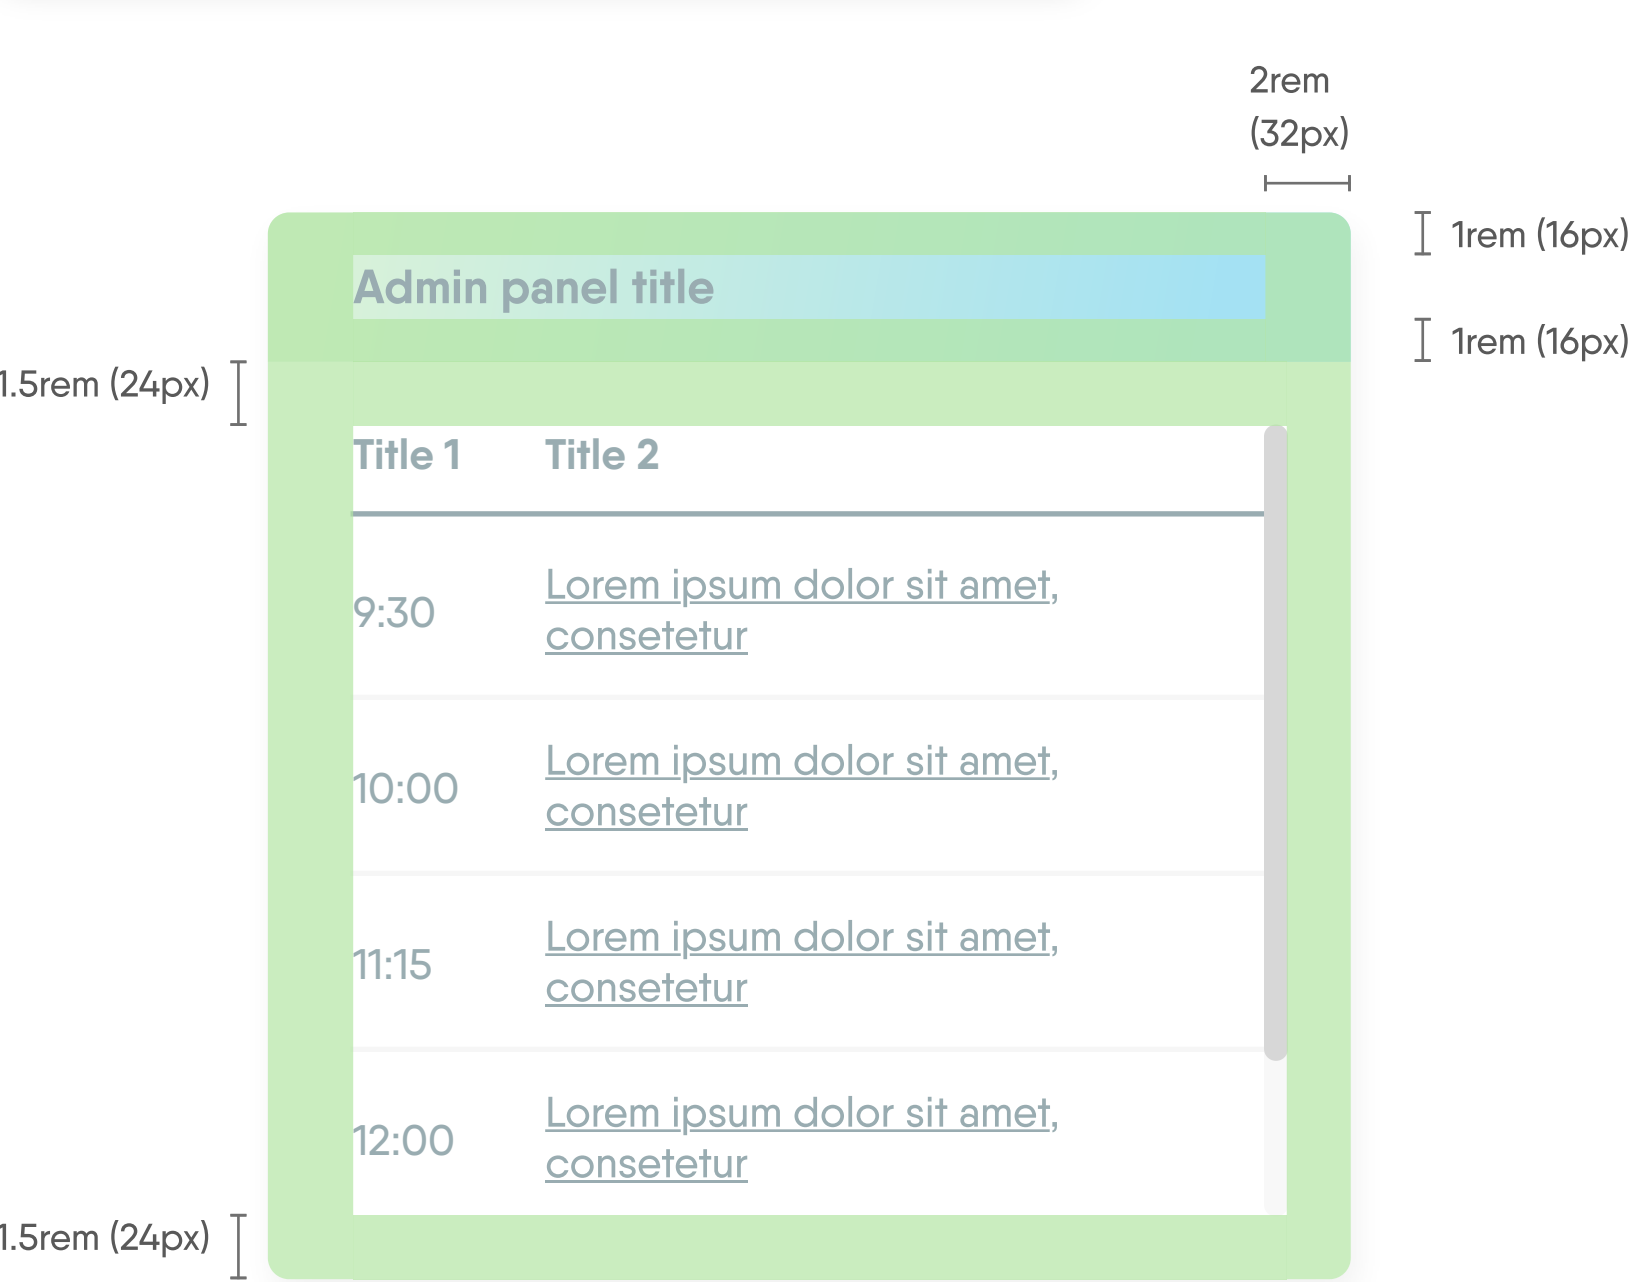 2rem
(32px)
1rem (16px)
Admin panel title
1rem (16px)
1.5rem (24px)
Title 1 Title 2
9:30 Lorem ipsum dolor sit amet,
consetetur
10:00 Lorem ipsum dolor sit amet,
consetetur
11:15 Lorem ipsum dolor sit amet,
consetetur
12:00 Lorem ipsum dolor sit amet,
consetetur
1.5rem (24px)